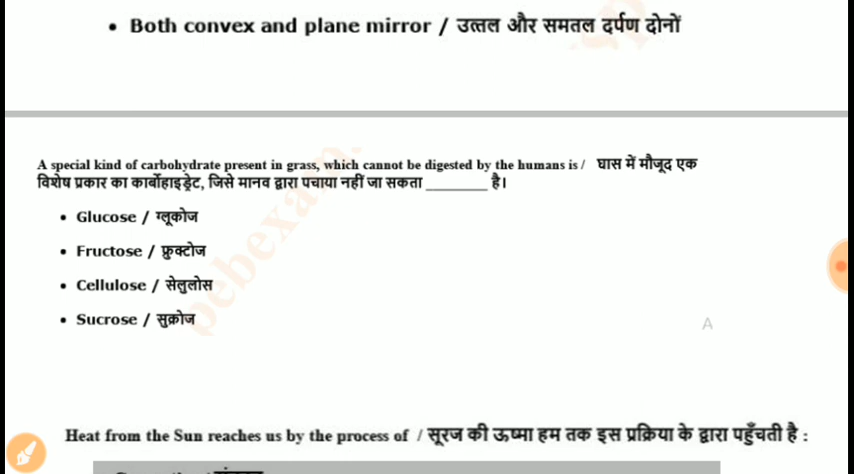 • Both convex and plane mirror / उत्तल और समतल दर्पण दोनों
A special kind of carbohydrate present in grass, which cannot be digested by the humans is / घास में मौजूद एक
विशेष प्रकार का कार्बोहाइड्रेट, जिसे मानव द्वारा पचाया नहीं जा सकता ________ है।
• Glucose / ग्लूकोज
• Fructose / फ्रुक्टोज
• Cellulose / सेलुलोस
• Sucrose / सुक्रोज
A
Heat from the Sun reaches us by the process of / सूरज की ऊष्मा हम तक इस प्रक्रिया के द्वारा पहुँचती है :